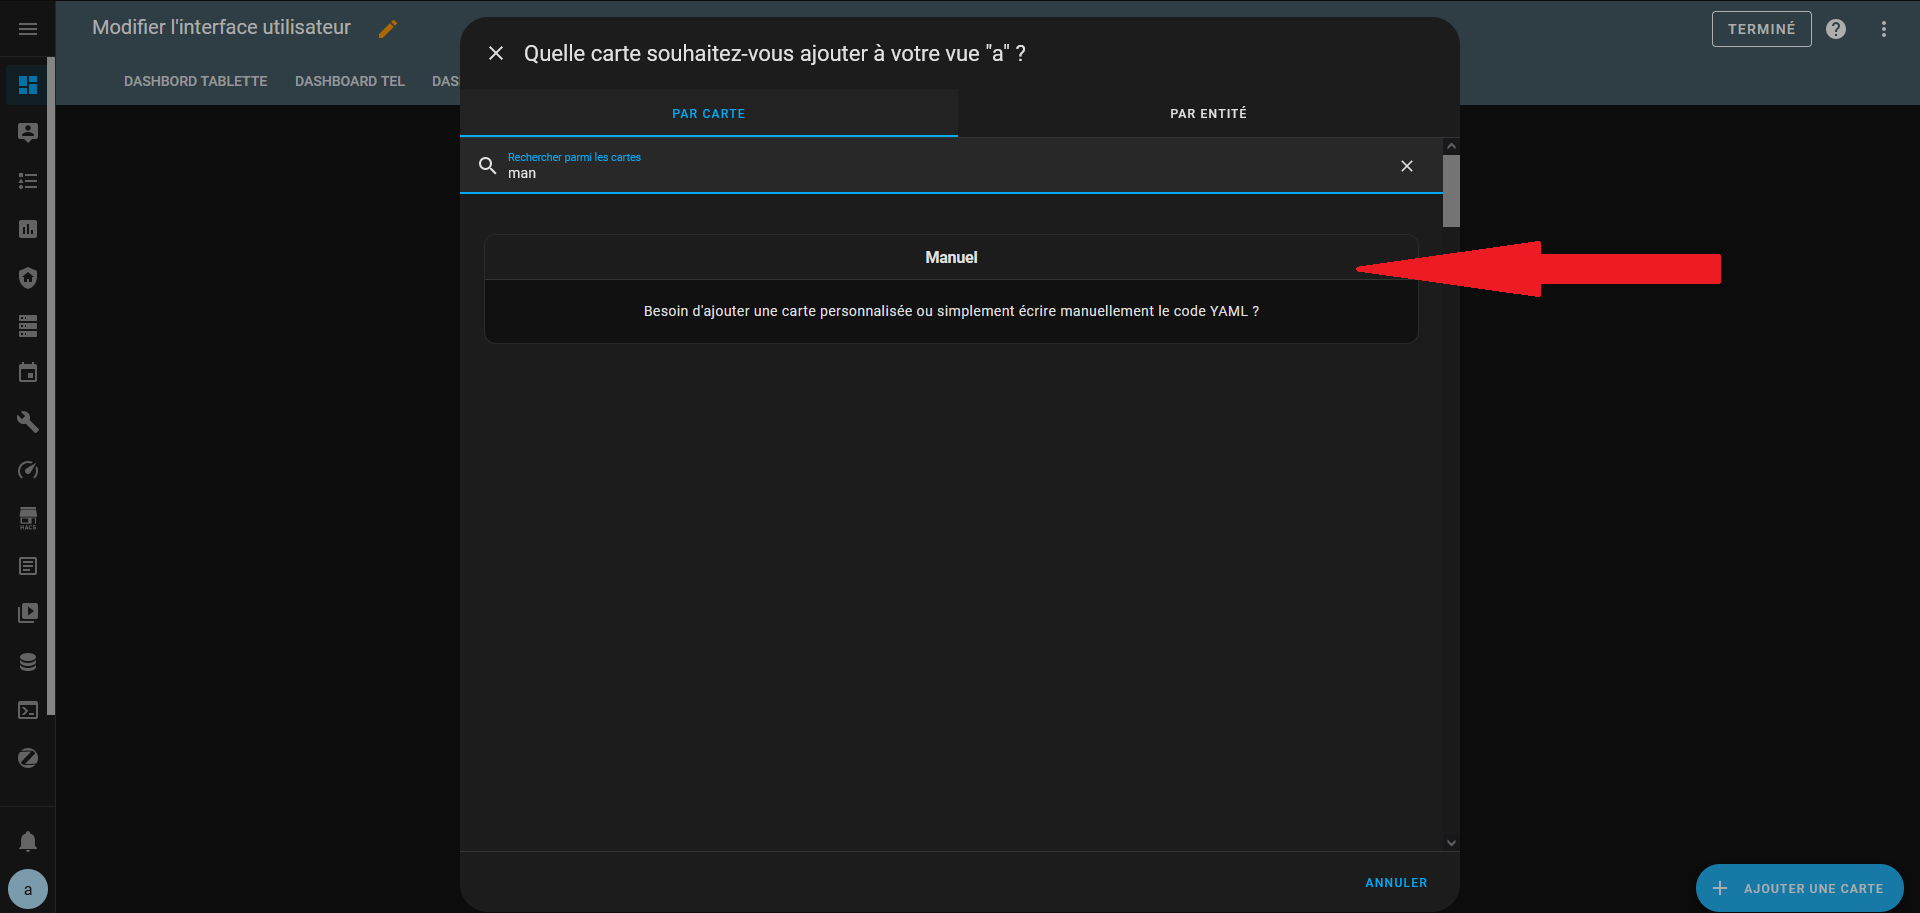 Modifier l'interface utilisateur
TERMINÉ
DASHBORD TABLETTE
DASHBOARD TEL
DAS
Quelle carte souhaitez-vous ajouter à votre vue "a" ?
PAR CARTE
PAR ENTITÉ
Rechercher parmi les cartes
man
Manuel
Besoin d'ajouter une carte personnalisée ou simplement écrire manuellement le code YAML ?
HACS
a
ANNULER
AJOUTER UNE CARTE